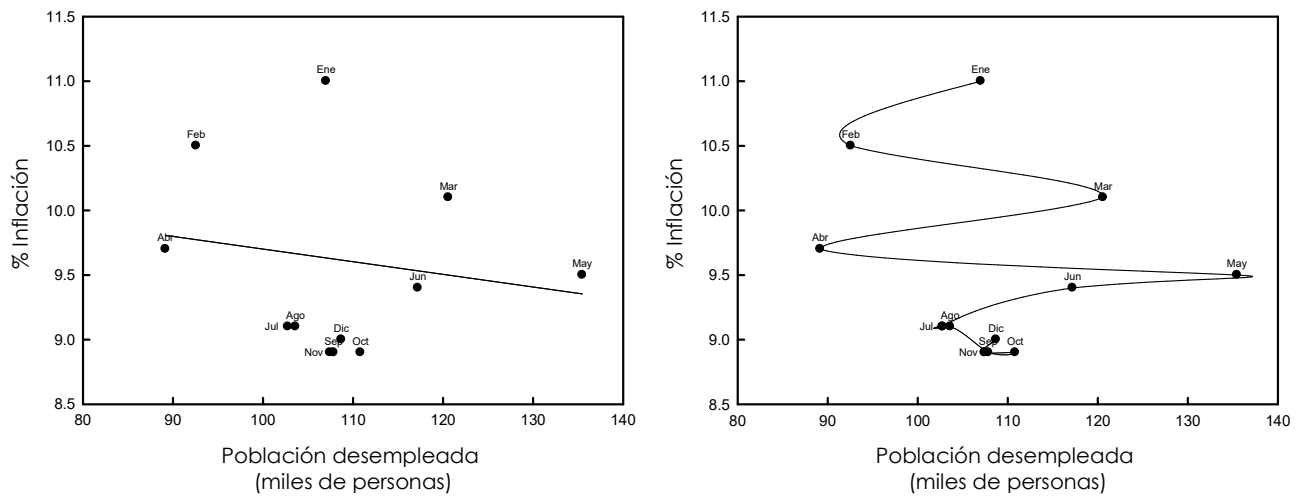 11.5
11.0
10.5
10.0
9.5
9.0
8.5
% Inflación
Ene
Feb
Mar
Abr
May
Jun
Jul
Ago
Dic
Sep
Oct
Nov
80
90
100
110
120
130
140
Población desempleada
(miles de personas)
11.5
11.0
10.5
10.0
9.5
9.0
8.5
% Inflación
Ene
Feb
Mar
Abr
May
Jun
Jul
Ago
Dic
Sep
Oct
Nov
80
90
100
110
120
130
140
Población desempleada
(miles de personas)